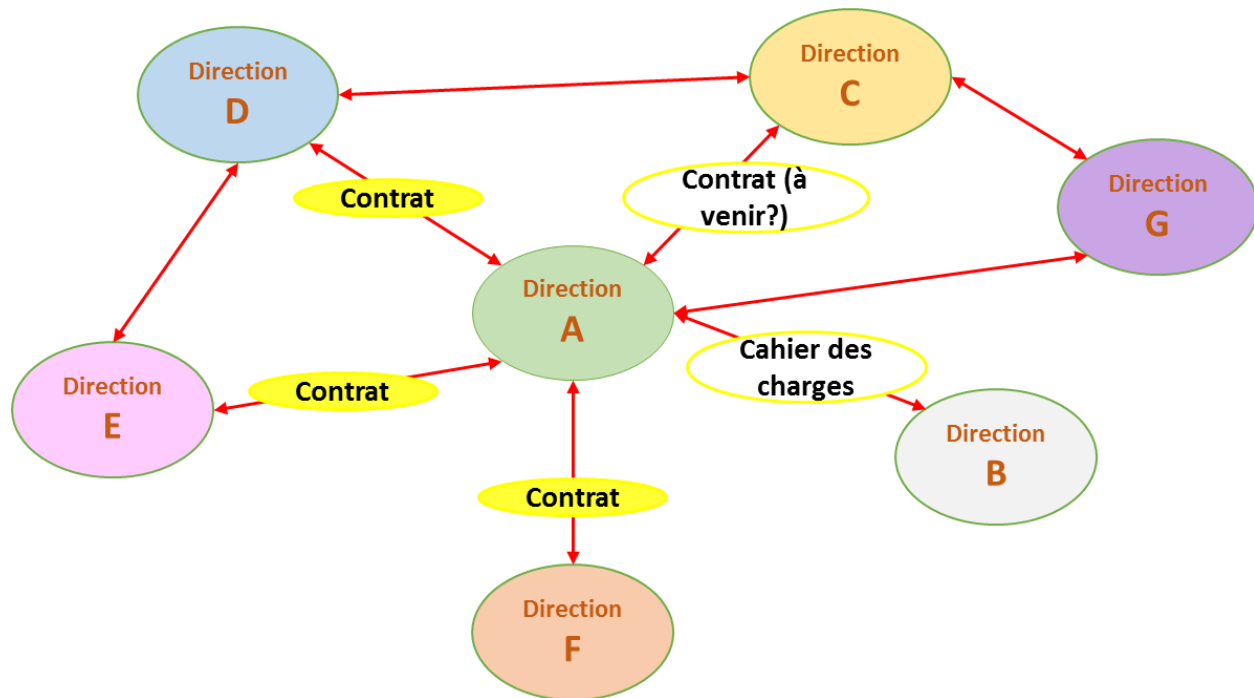 Direction
D
Direction
C
Contrat
Contrat (à
venir?)
Direction
G
Direction
A
Cahier des
charges
Direction
E
Contrat
Direction
B
Contrat
Direction
F